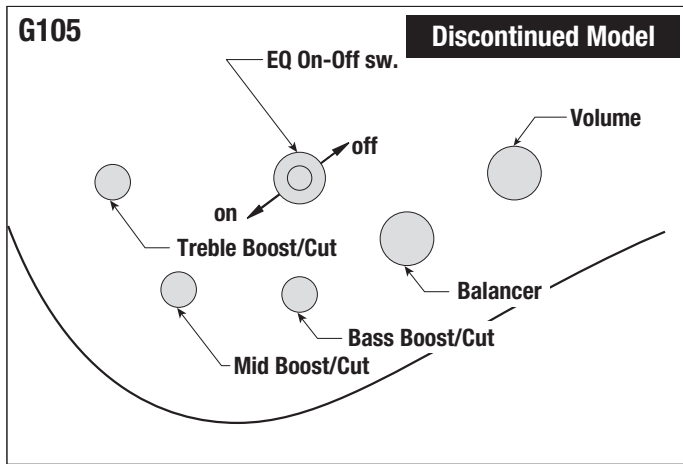 G105
Discontinued Model
EQ On-Off sw.
Volume
off
on
Treble Boost/Cut
Balancer
Bass Boost/Cut
Mid Boost/Cut